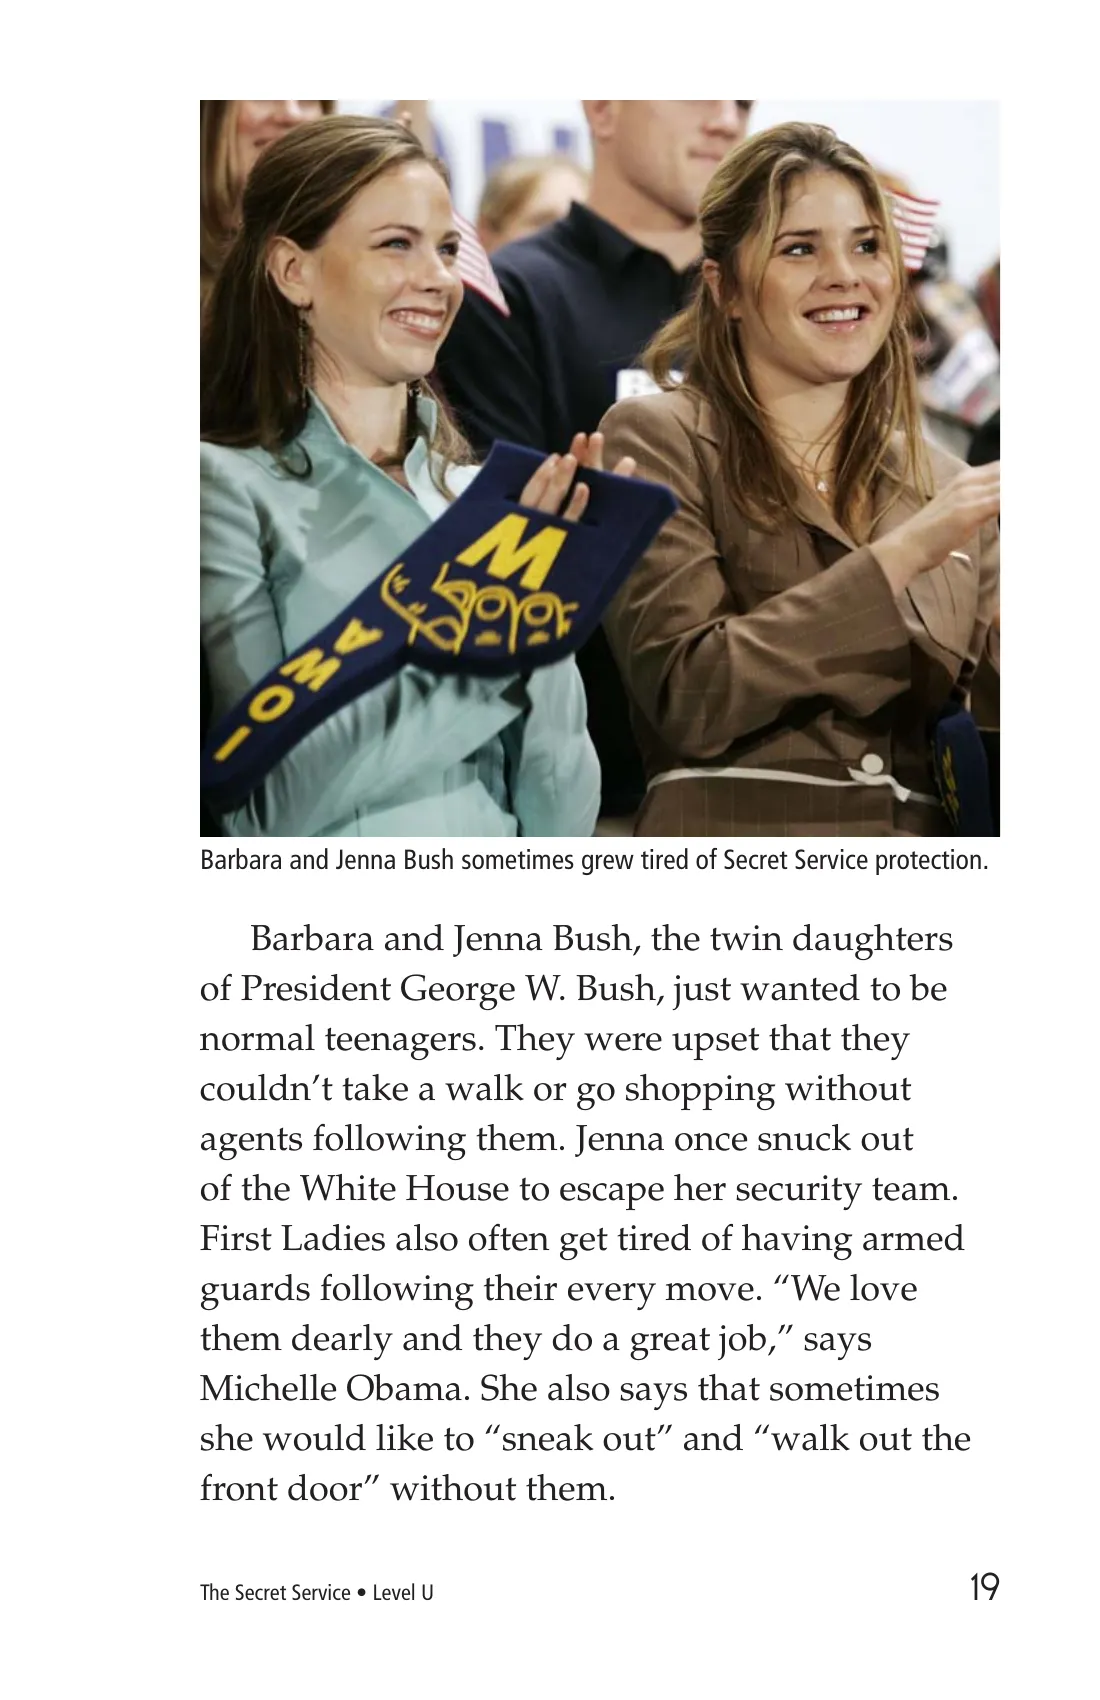 W
IOWA
Barbara and Jenna Bush sometimes grew tired of Secret Service protection.
Barbara and Jenna Bush, the twin daughters
of President George W. Bush, just wanted to be
normal teenagers. They were upset that they
couldn’t take a walk or go shopping without
agents following them. Jenna once snuck out
of the White House to escape her security team.
First Ladies also often get tired of having armed
guards following their every move. “We love
them dearly and they do a great job,” says
Michelle Obama. She also says that sometimes
she would like to “sneak out” and “walk out the
front door” without them.
The Secret Service • Level U
19